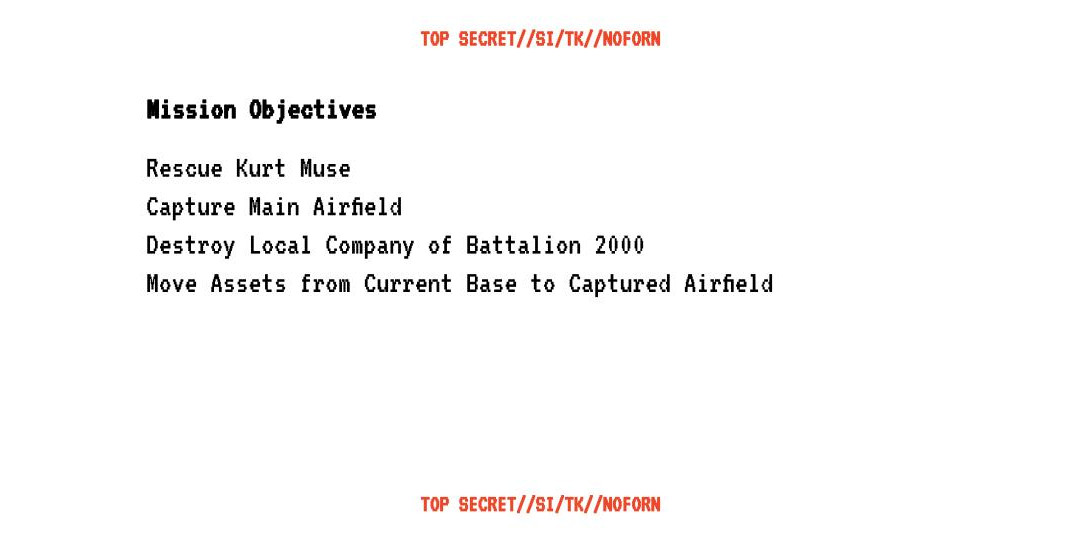 TOP SECRET//SI/TK//NOFORN
Mission Objectives
Rescue Kurt Muse
Capture Main Airfield
Destroy Local Company of Battalion 2000
Move Assets from Current Base to Captured Airfield
TOP SECRET//SI/TK//NOFORN